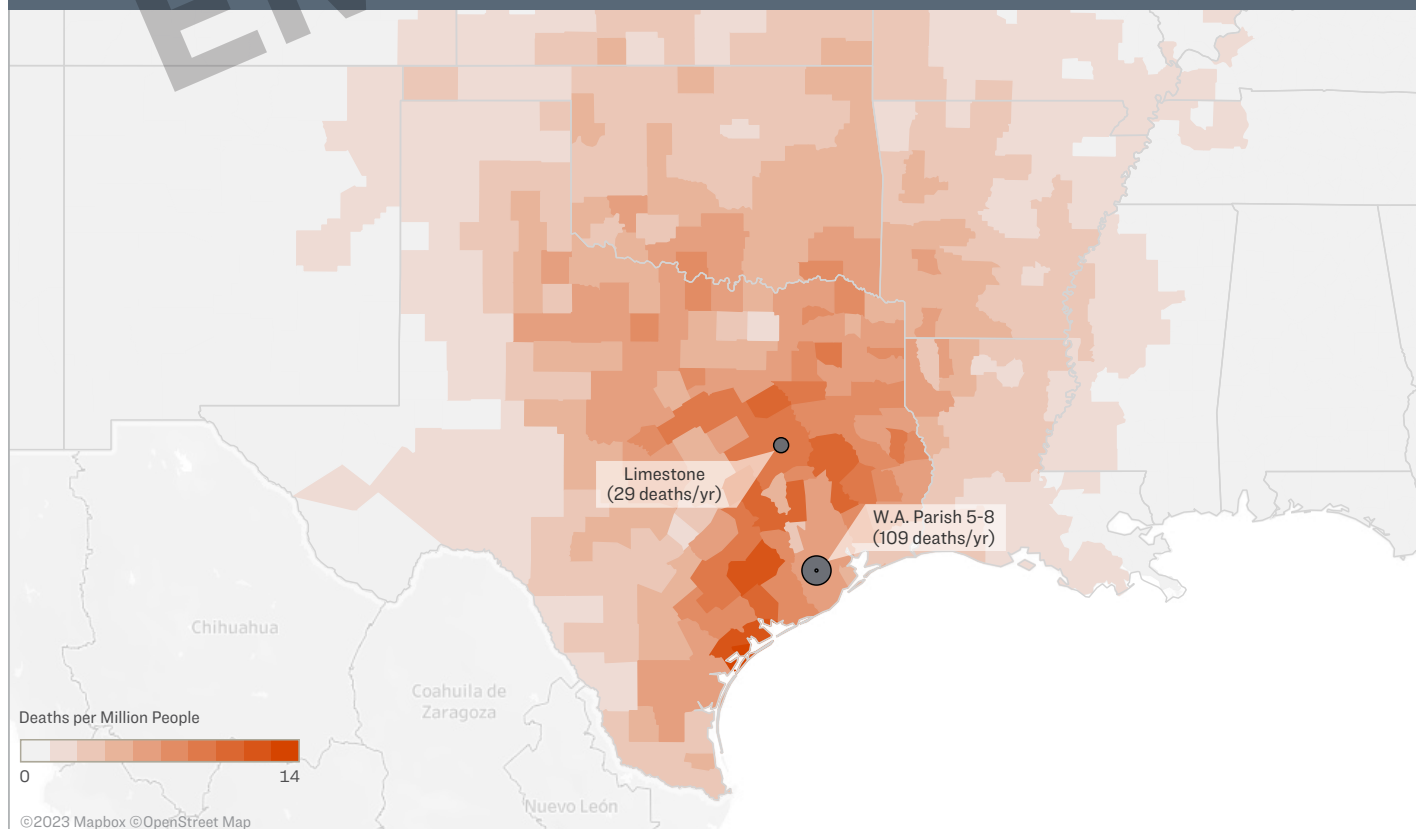 EN
Limestone
(29 deaths/yr)
W.A. Parish 5-8
(109 deaths/yr)
Chihuahua
Coahuila de
Zaragoza
Nuevo León
Deaths per Million People
0 14
©2023 Mapbox ©OpenStreet Map